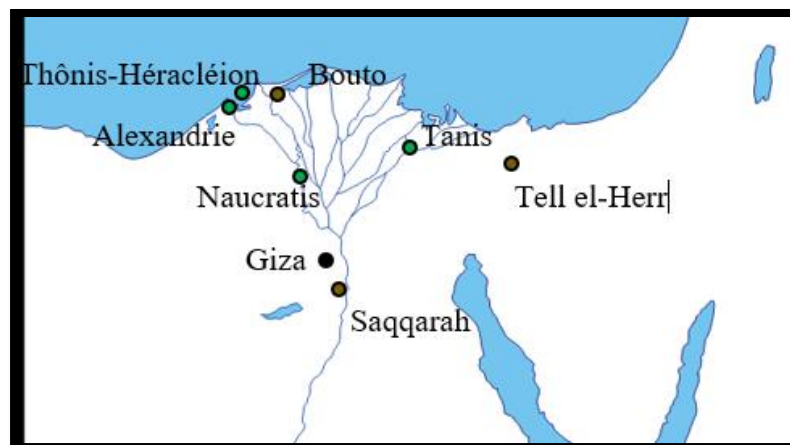 Thônis-Héracléion
Bouto
Alexandrie
Tanis
Naucratis
Tell el-Herr
Giza
Saqqarah